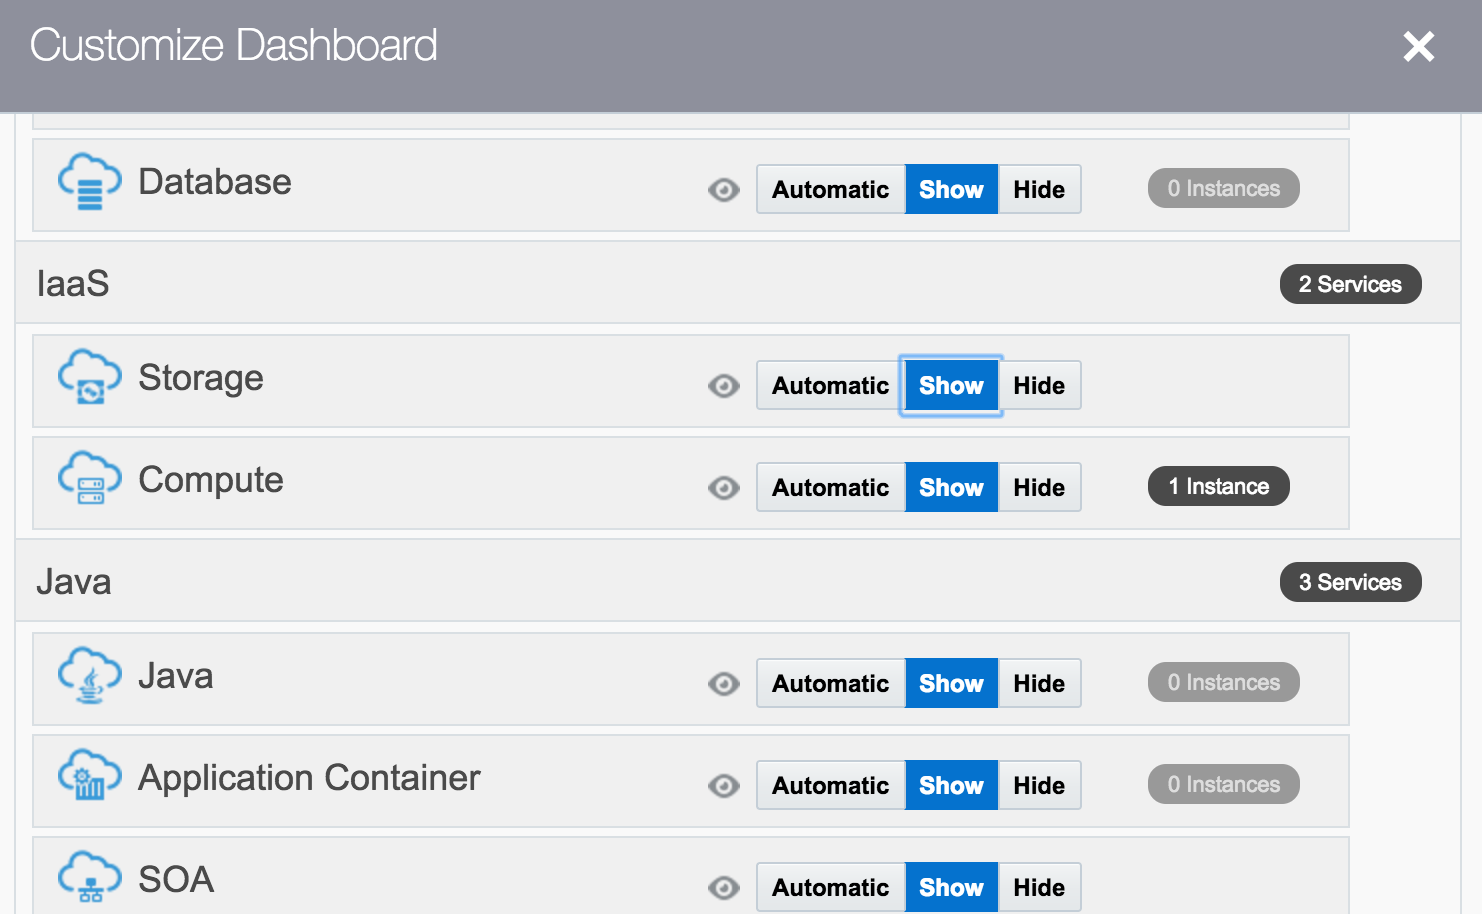 Customize Dashboard
Database Automatic Show Hide 0 Instances
IaaS 2 Services
Storage Automatic Show Hide
Compute Automatic Show Hide 1 Instance
Java 3 Services
Java Automatic Show Hide 0 Instances
Application Container Automatic Show Hide 0 Instances
SOA Automatic Show Hide